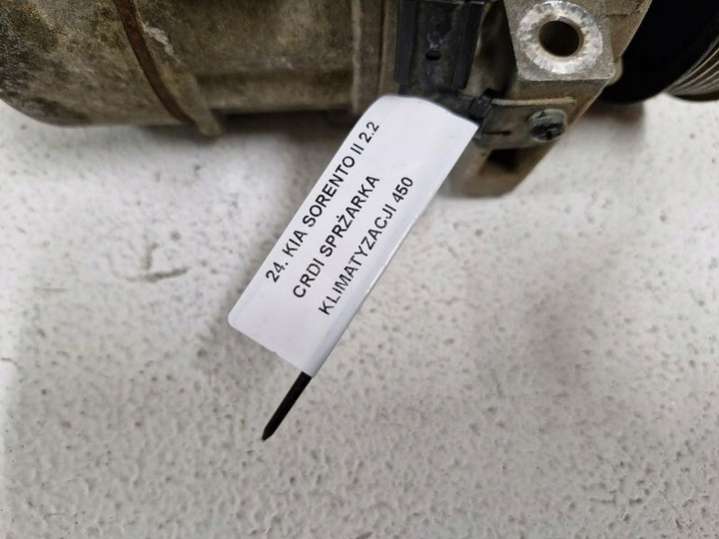 24. KIA SORENTO II 2.2
CRDI SPRŻARKA
KLIMATYZACJI 450